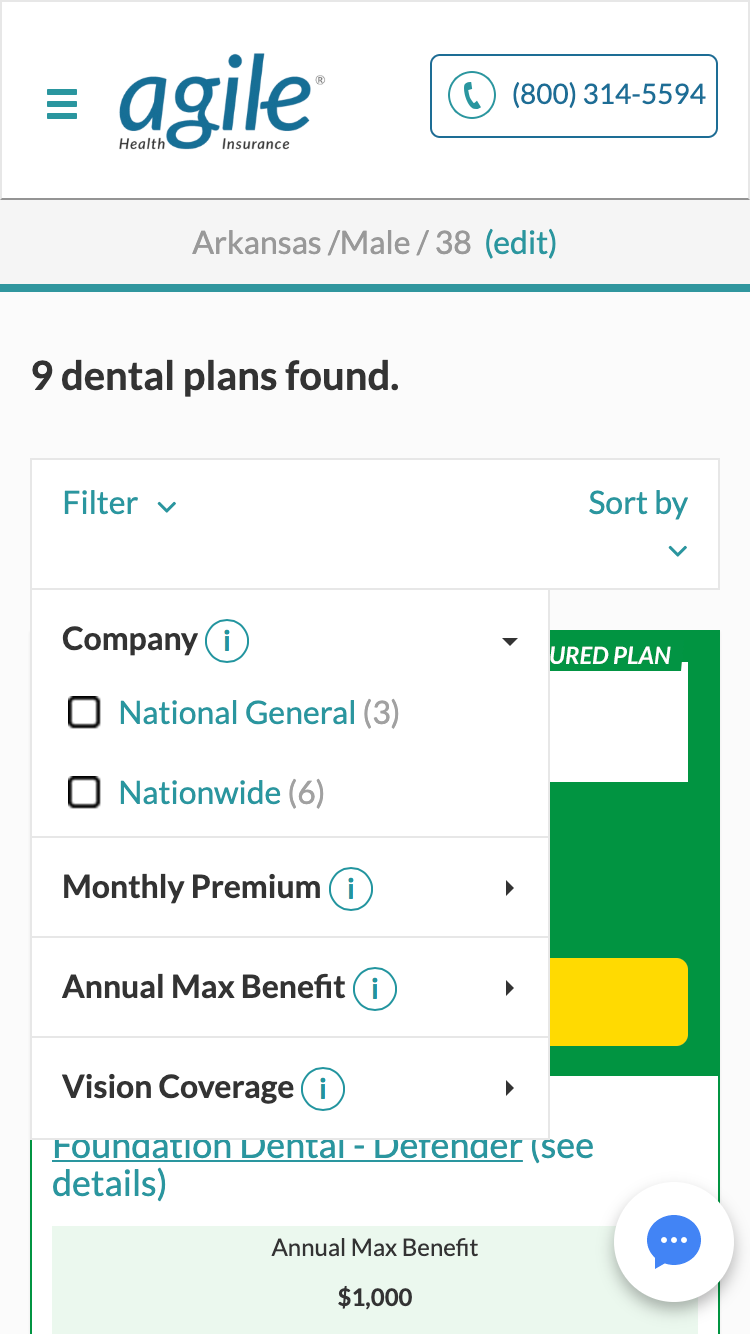 agile®
Health Insurance
(800) 314-5594
Arkansas /Male / 38 (edit)
9 dental plans found.
Filter
Sort by
Company i
URED PLAN
National General (3)
Nationwide (6)
Monthly Premium i
Annual Max Benefit i
Vision Coverage i
Foundation Dental - Defender (see
details)
Annual Max Benefit
$1,000